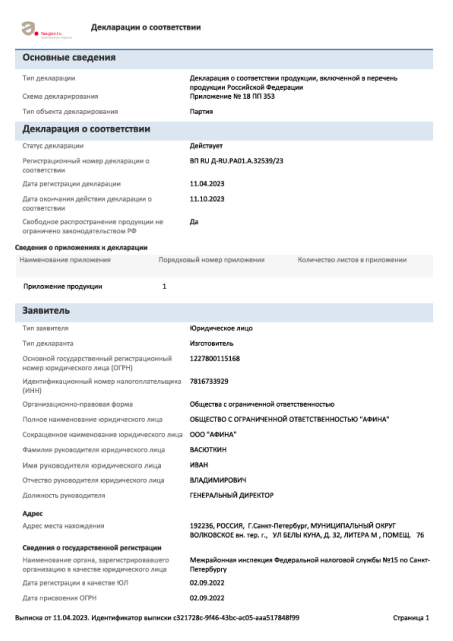 Декларации о соответствии
Основные сведения
Тип декларации Декларация о соответствии продукции, включенной в перечень
продукции Российской Федерации
Схема декларирования Приложение № 18 ПП 353
Тип объекта декларирования Партия
Декларация о соответствии
Статус декларации Действует
Регистрационный номер декларации о ВП RU Д-RU.РА01.А.32539/23
соответствии
Дата регистрации декларации 11.04.2023
Дата окончания действия декларации о 11.10.2023
соответствии
Свободное распространение продукции не Да
ограничено законодательством РФ
Сведения о приложениях к декларации
Наименование приложения Порядковый номер приложения Количество листов в приложении
Приложение продукции 1
Заявитель
Тип заявителя Юридическое лицо
Тип декларанта Изготовитель
Основной государственный регистрационный 1227800115168
номер юридического лица (ОГРН)
Идентификационный номер налогоплательщика 7816733929
(ИНН)
Организационно-правовая форма Общества с ограниченной ответственностью
Полное наименование юридического лица ОБЩЕСТВО С ОГРАНИЧЕННОЙ ОТВЕТСТВЕННОСТЬЮ "АФИНА"
Сокращенное наименование юридического лица ООО "АФИНА"
Фамилия руководителя юридического лица ВАСЮТКИН
Имя руководителя юридического лица ИВАН
Отчество руководителя юридического лица ВЛАДИМИРОВИЧ
Должность руководителя ГЕНЕРАЛЬНЫЙ ДИРЕКТОР
Адрес
Адрес места нахождения 192236, РОССИЯ, Г.Санкт-Петербург, МУНИЦИПАЛЬНЫЙ ОКРУГ
ВОЛКОВСКОЕ вн. тер. г., УЛ БЕЛЫ КУНА, Д. 32, ЛИТЕРА М , ПОМЕЩ. 76
Сведения о государственной регистрации
Наименование органа, зарегистрировавшего Межрайонная инспекция Федеральной налоговой службы №15 по Санкт-
организацию в качестве юридического лица Петербургу
Дата регистрации в качестве ЮЛ 02.09.2022
Дата присвоения ОГРН 02.09.2022
Выписка от 11.04.2023. Идентификатор выписки c321728c-9f46-43bc-ac05-aaa517848f99 Страница 1